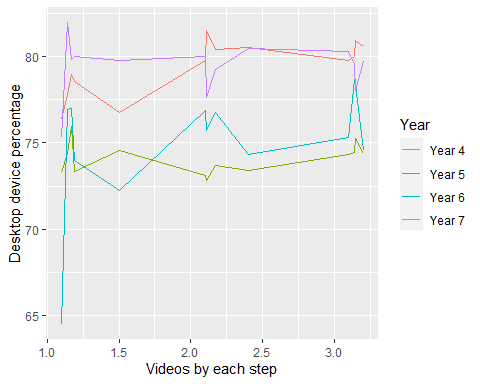 Desktop device percentage
80
75
70
65
1.0 1.5 2.0 2.5 3.0
Videos by each step
Year
Year 4
Year 5
Year 6
Year 7